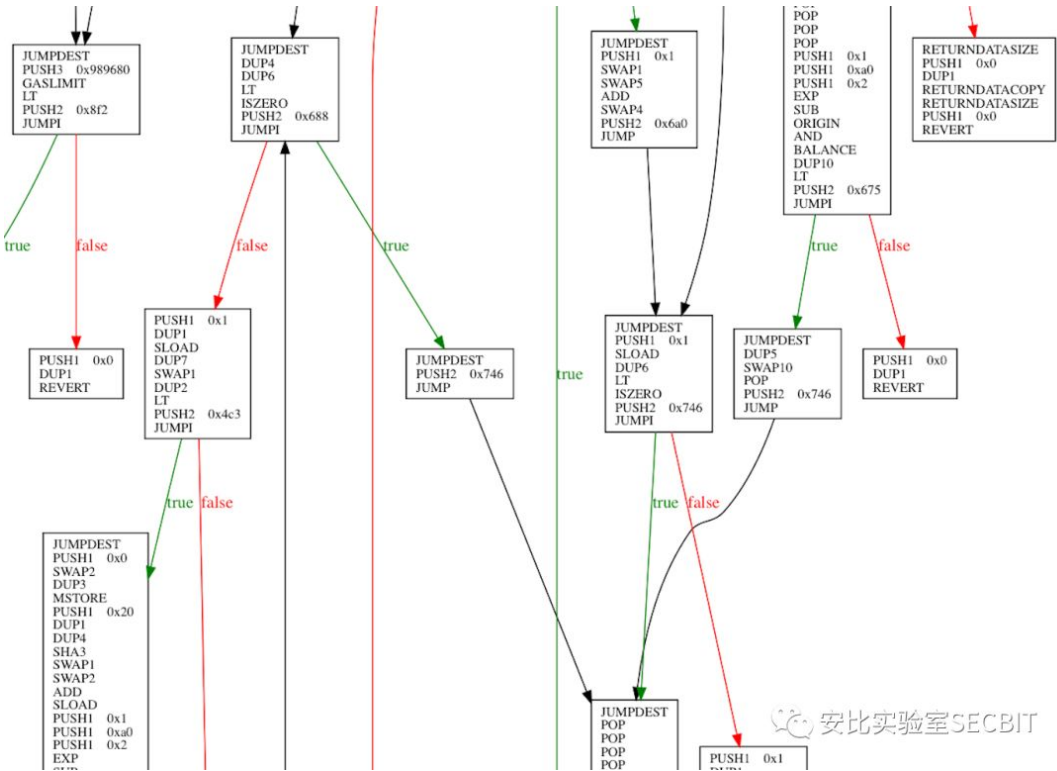 JUMPDEST
PUSH3 0x989680
GASLIMIT
LT
PUSH2 0x8f2
JUMPI
JUMPDEST
DUP4
DUP6
LT
ISZERO
PUSH2 0x688
JUMPI
JUMPDEST
PUSH1 0x1
SWAP1
SWAP5
ADD
SWAP4
PUSH2 0x6a0
JUMP
POP
POP
POP
PUSH1 0x1
PUSH1 0xa0
PUSH1 0x2
EXP
SUB
ORIGIN
AND
BALANCE
DUP10
LT
PUSH2 0x675
JUMPI
RETURNDATASIZE
PUSH1 0x0
DUP1
RETURNDATACOPY
RETURNDATASIZE
PUSH1 0x0
REVERT
true
false
false
true
true
false
PUSH1 0x0
DUP1
REVERT
PUSH1 0x1
DUP1
SLOAD
DUP7
SWAP1
DUP2
LT
PUSH2 0x4c3
JUMPI
JUMPDEST
PUSH2 0x746
JUMP
true
JUMPDEST
PUSH1 0x1
SLOAD
DUP6
LT
ISZERO
PUSH2 0x746
JUMPI
JUMPDEST
DUP5
SWAP10
POP
PUSH2 0x746
JUMP
PUSH1 0x0
DUP1
REVERT
true
false
true
false
JUMPDEST
PUSH1 0x0
SWAP2
DUP3
MSTORE
PUSH1 0x20
DUP1
DUP4
SHA3
SWAP1
SWAP2
ADD
SLOAD
PUSH1 0x1
PUSH1 0xa0
PUSH1 0x2
EXP
JUMPDEST
POP
POP
POP
POP
PUSH1 0x1
安比实验室SECBIT